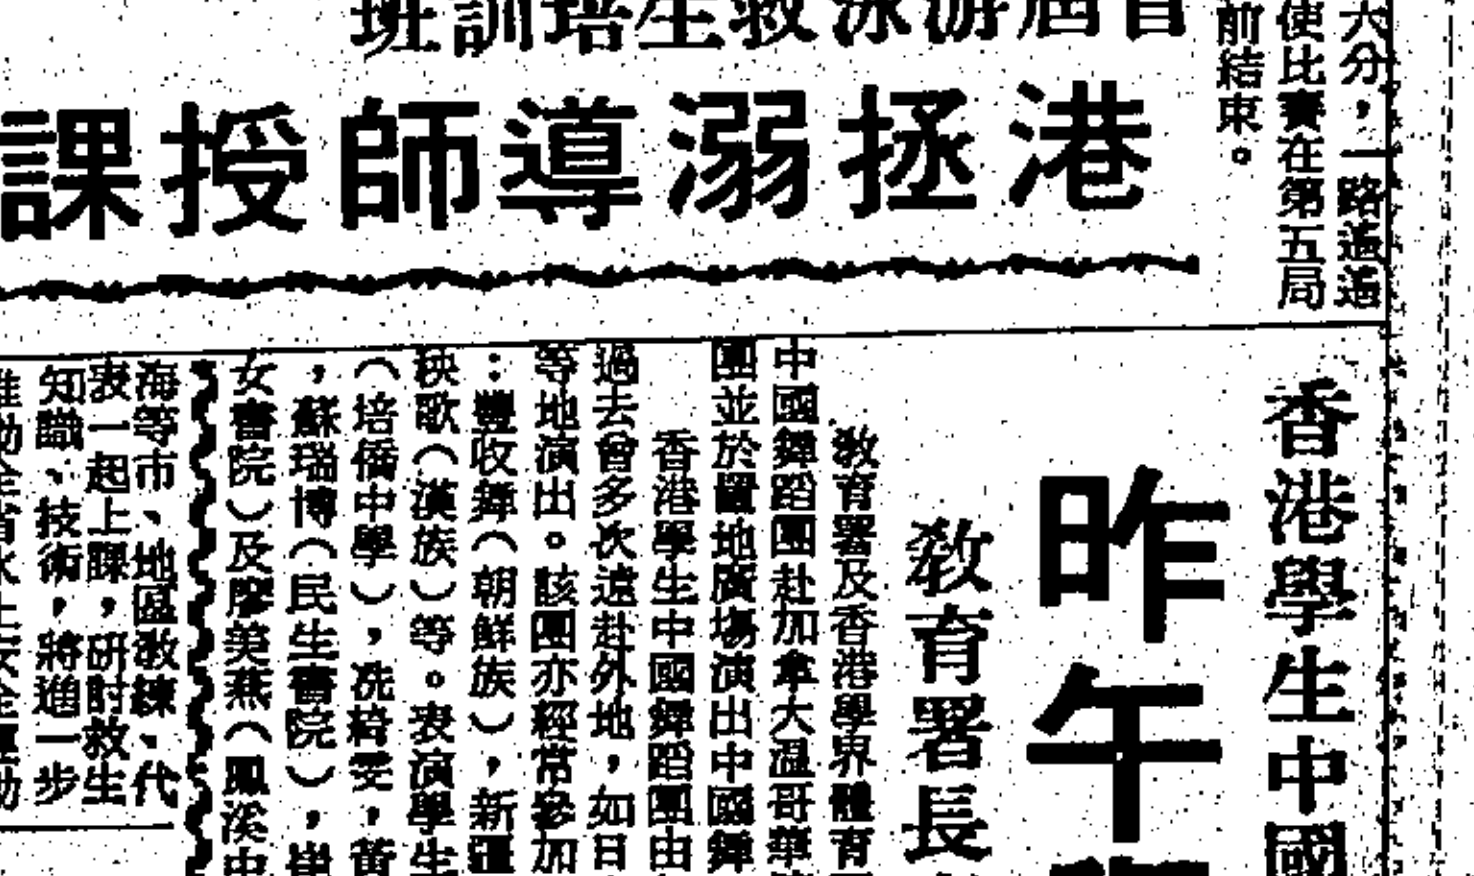 六分，一路遙遙
使比賽在第五局
前結束。
首屆游泳救生培訓班
港拯溺導師授課
香港學生中國
昨午
教育署長
教育署及香港學界體育
中國舞蹈團赴加拿大溫哥華
團並於置地廣場演出中國舞
香港學生中國舞蹈團由
過去曾多次遠赴外地，如日
等地演出。該團亦經常參加
：豐收舞（朝鮮族），新疆
秧歌（漢族）等。表演學生
（培僑中學），冼綺雯，黃
，蘇瑞博（民生書院），
女書院）及廖美燕（鳳溪中
海等市、地區教練、代
表一起上課，研討救生
知識、技術，將進一步
推動全省水上安全運動